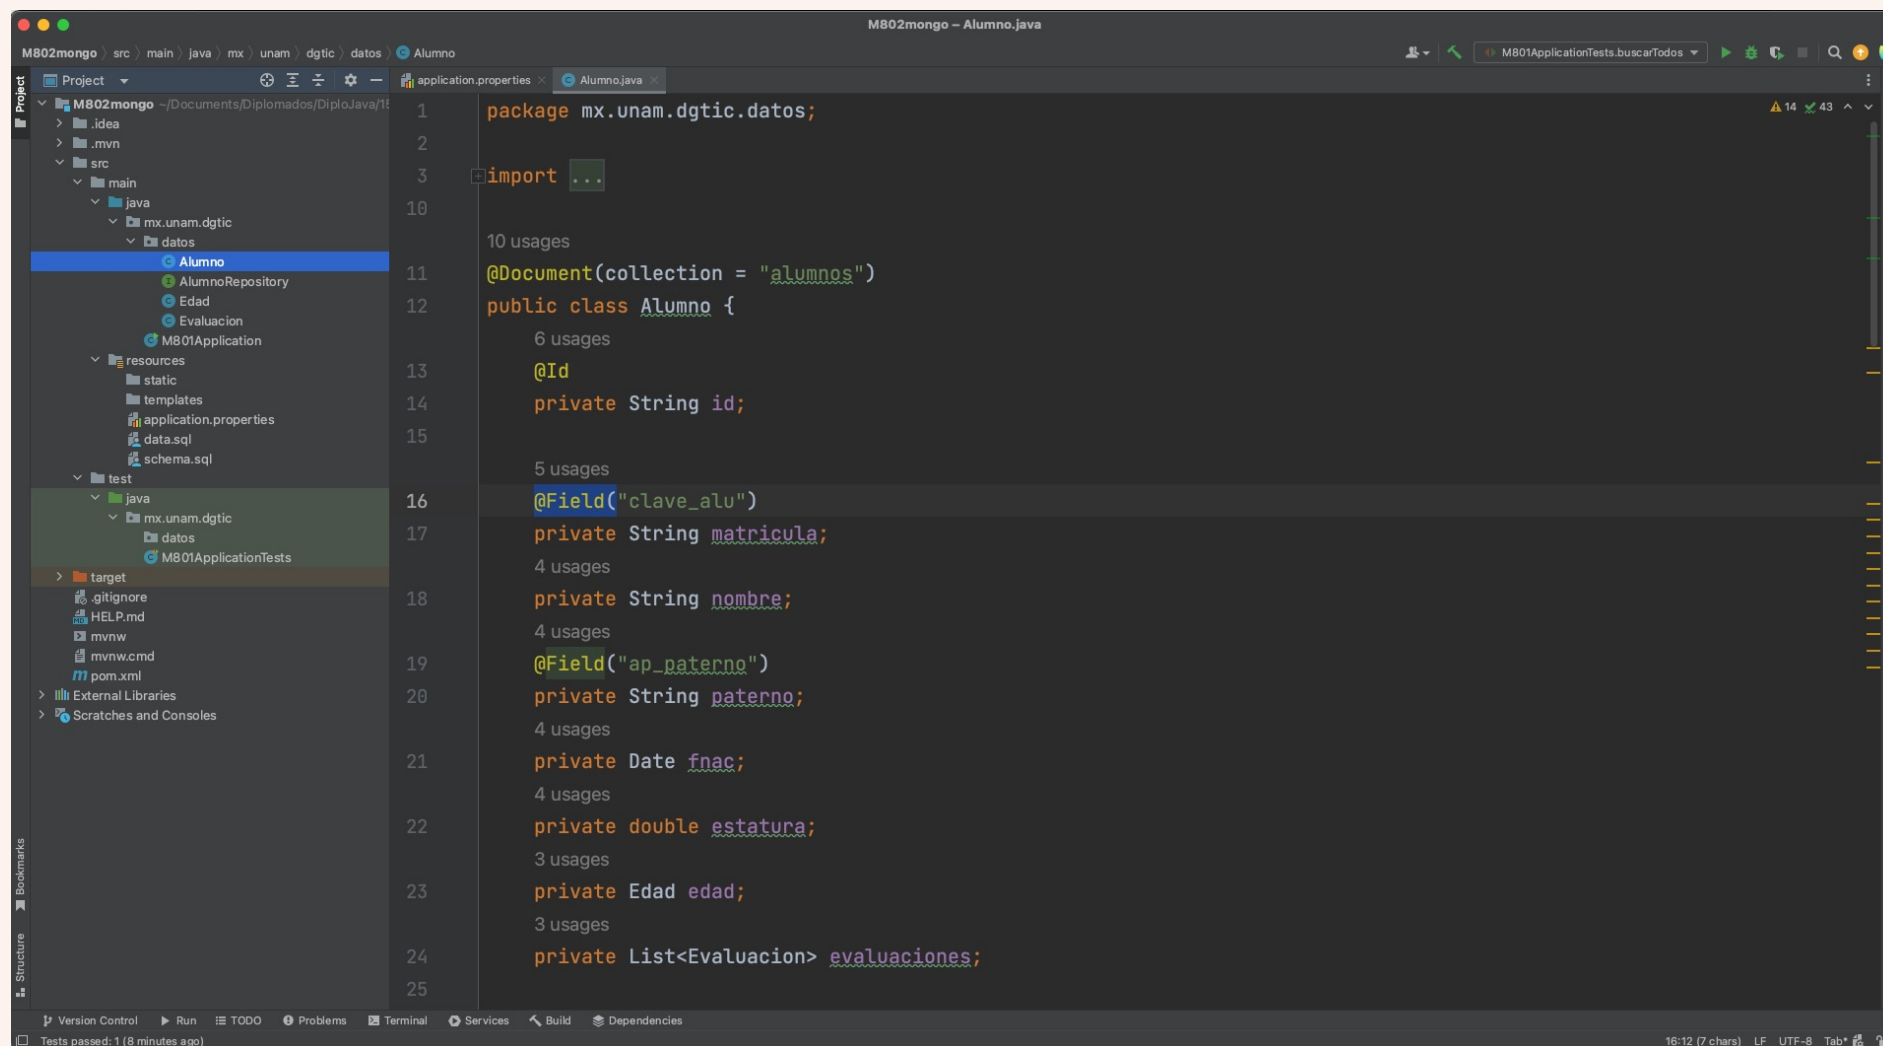 M802mongo – Alumno.java
M802mongo src main java mx unam dgtic datos Alumno
M801ApplicationTests.buscarTodos
Project
Project
application.properties
Alumno.java
M802mongo ~/Documents/Diplomados/DiploJava/15
.idea
.mvn
src
main
java
mx.unam.dgtic
datos
Alumno
AlumnoRepository
Edad
Evaluacion
M801Application
resources
static
templates
application.properties
data.sql
schema.sql
test
java
mx.unam.dgtic
datos
M801ApplicationTests
target
.gitignore
HELP.md
mvnw
mvnw.cmd
pom.xml
External Libraries
Scratches and Consoles
Bookmarks
Structure
14 43
1 package mx.unam.dgtic.datos;
2
3 import ...
10
10 usages
11 @Document(collection = "alumnos")
12 public class Alumno {
6 usages
13 @Id
14 private String id;
15
5 usages
16 @Field("clave_alu")
17 private String matricula;
4 usages
18 private String nombre;
4 usages
19 @Field("ap_paterno")
20 private String paterno;
4 usages
21 private Date fnac;
4 usages
22 private double estatura;
3 usages
23 private Edad edad;
3 usages
24 private List<Evaluacion> evaluaciones;
25
Version Control Run TODO Problems Terminal Services Build Dependencies
Tests passed: 1 (8 minutes ago)
16:12 (7 chars) LF UTF-8 Tab*